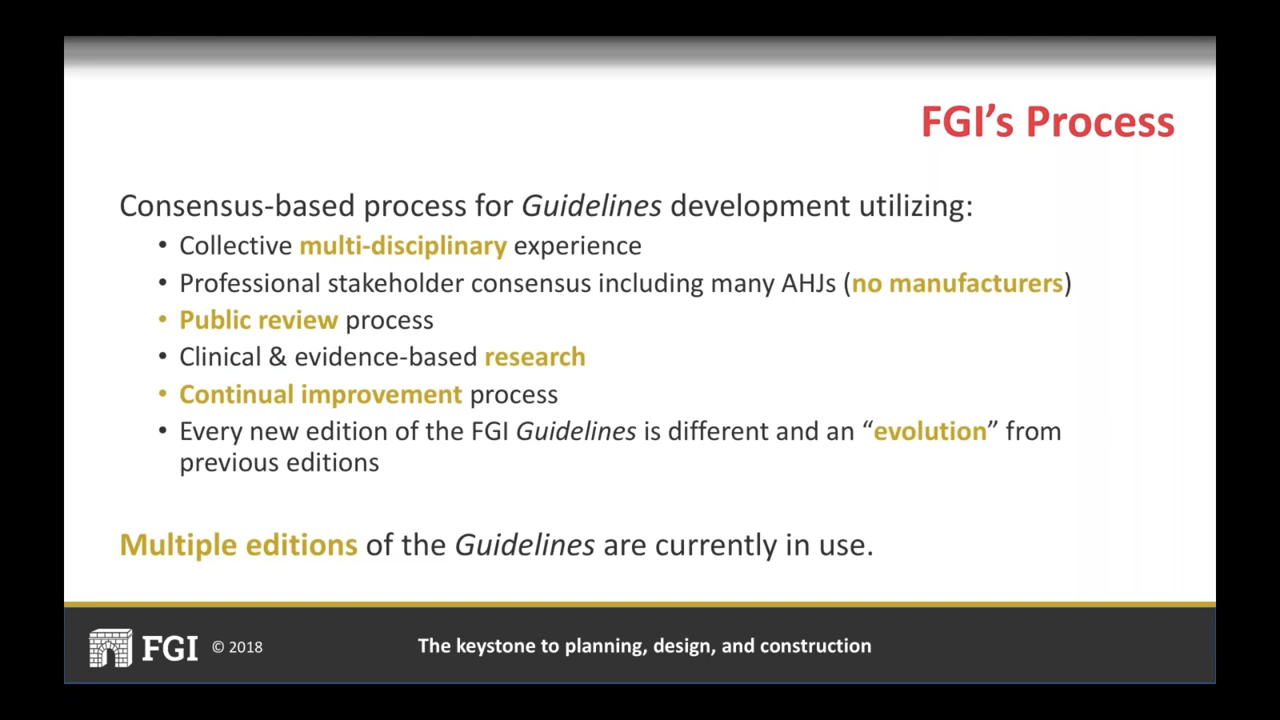 FGI’s Process
Consensus-based process for Guidelines development utilizing:
• Collective multi-disciplinary experience
• Professional stakeholder consensus including many AHJs (no manufacturers)
• Public review process
• Clinical & evidence-based research
• Continual improvement process
• Every new edition of the FGI Guidelines is different and an “evolution” from
previous editions
Multiple editions of the Guidelines are currently in use.
FGI © 2018
The keystone to planning, design, and construction